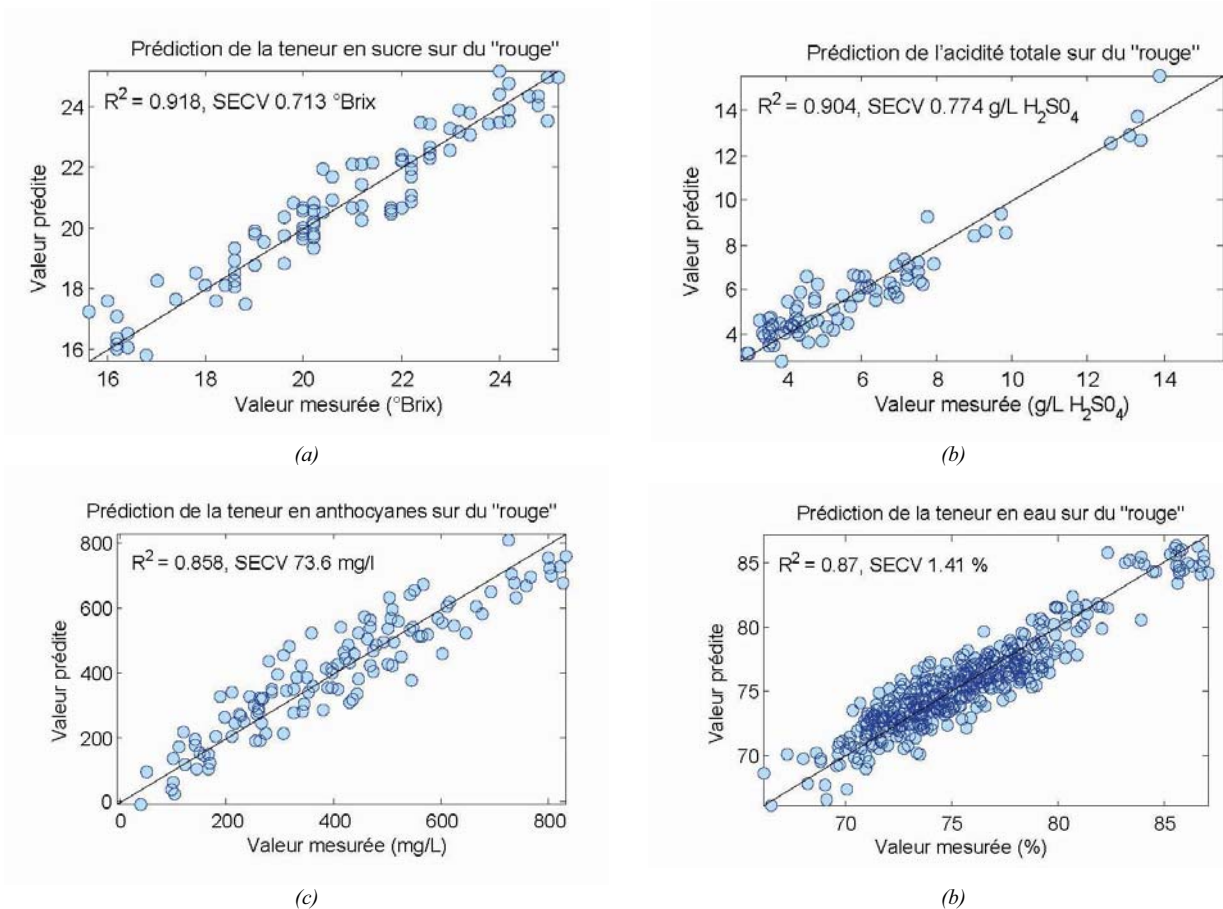 Prédiction de la teneur en sucre sur du "rouge"
R² = 0.918, SECV 0.713 °Brix
Valeur prédite
24
22
20
18
16
16 18 20 22 24
Valeur mesurée (°Brix)
(a)
Prédiction de l'acidité totale sur du "rouge"
R² = 0.904, SECV 0.774 g/L H₂S0₄
Valeur prédite
14
12
10
8
6
4
4 6 8 10 12 14
Valeur mesurée (g/L H₂S0₄)
(b)
Prédiction de la teneur en anthocyanes sur du "rouge"
R² = 0.858, SECV 73.6 mg/l
Valeur prédite
800
600
400
200
0
0 200 400 600 800
Valeur mesurée (mg/L)
(c)
Prédiction de la teneur en eau sur du "rouge"
R² = 0.87, SECV 1.41 %
Valeur prédite
85
80
75
70
70 75 80 85
Valeur mesurée (%)
(b)